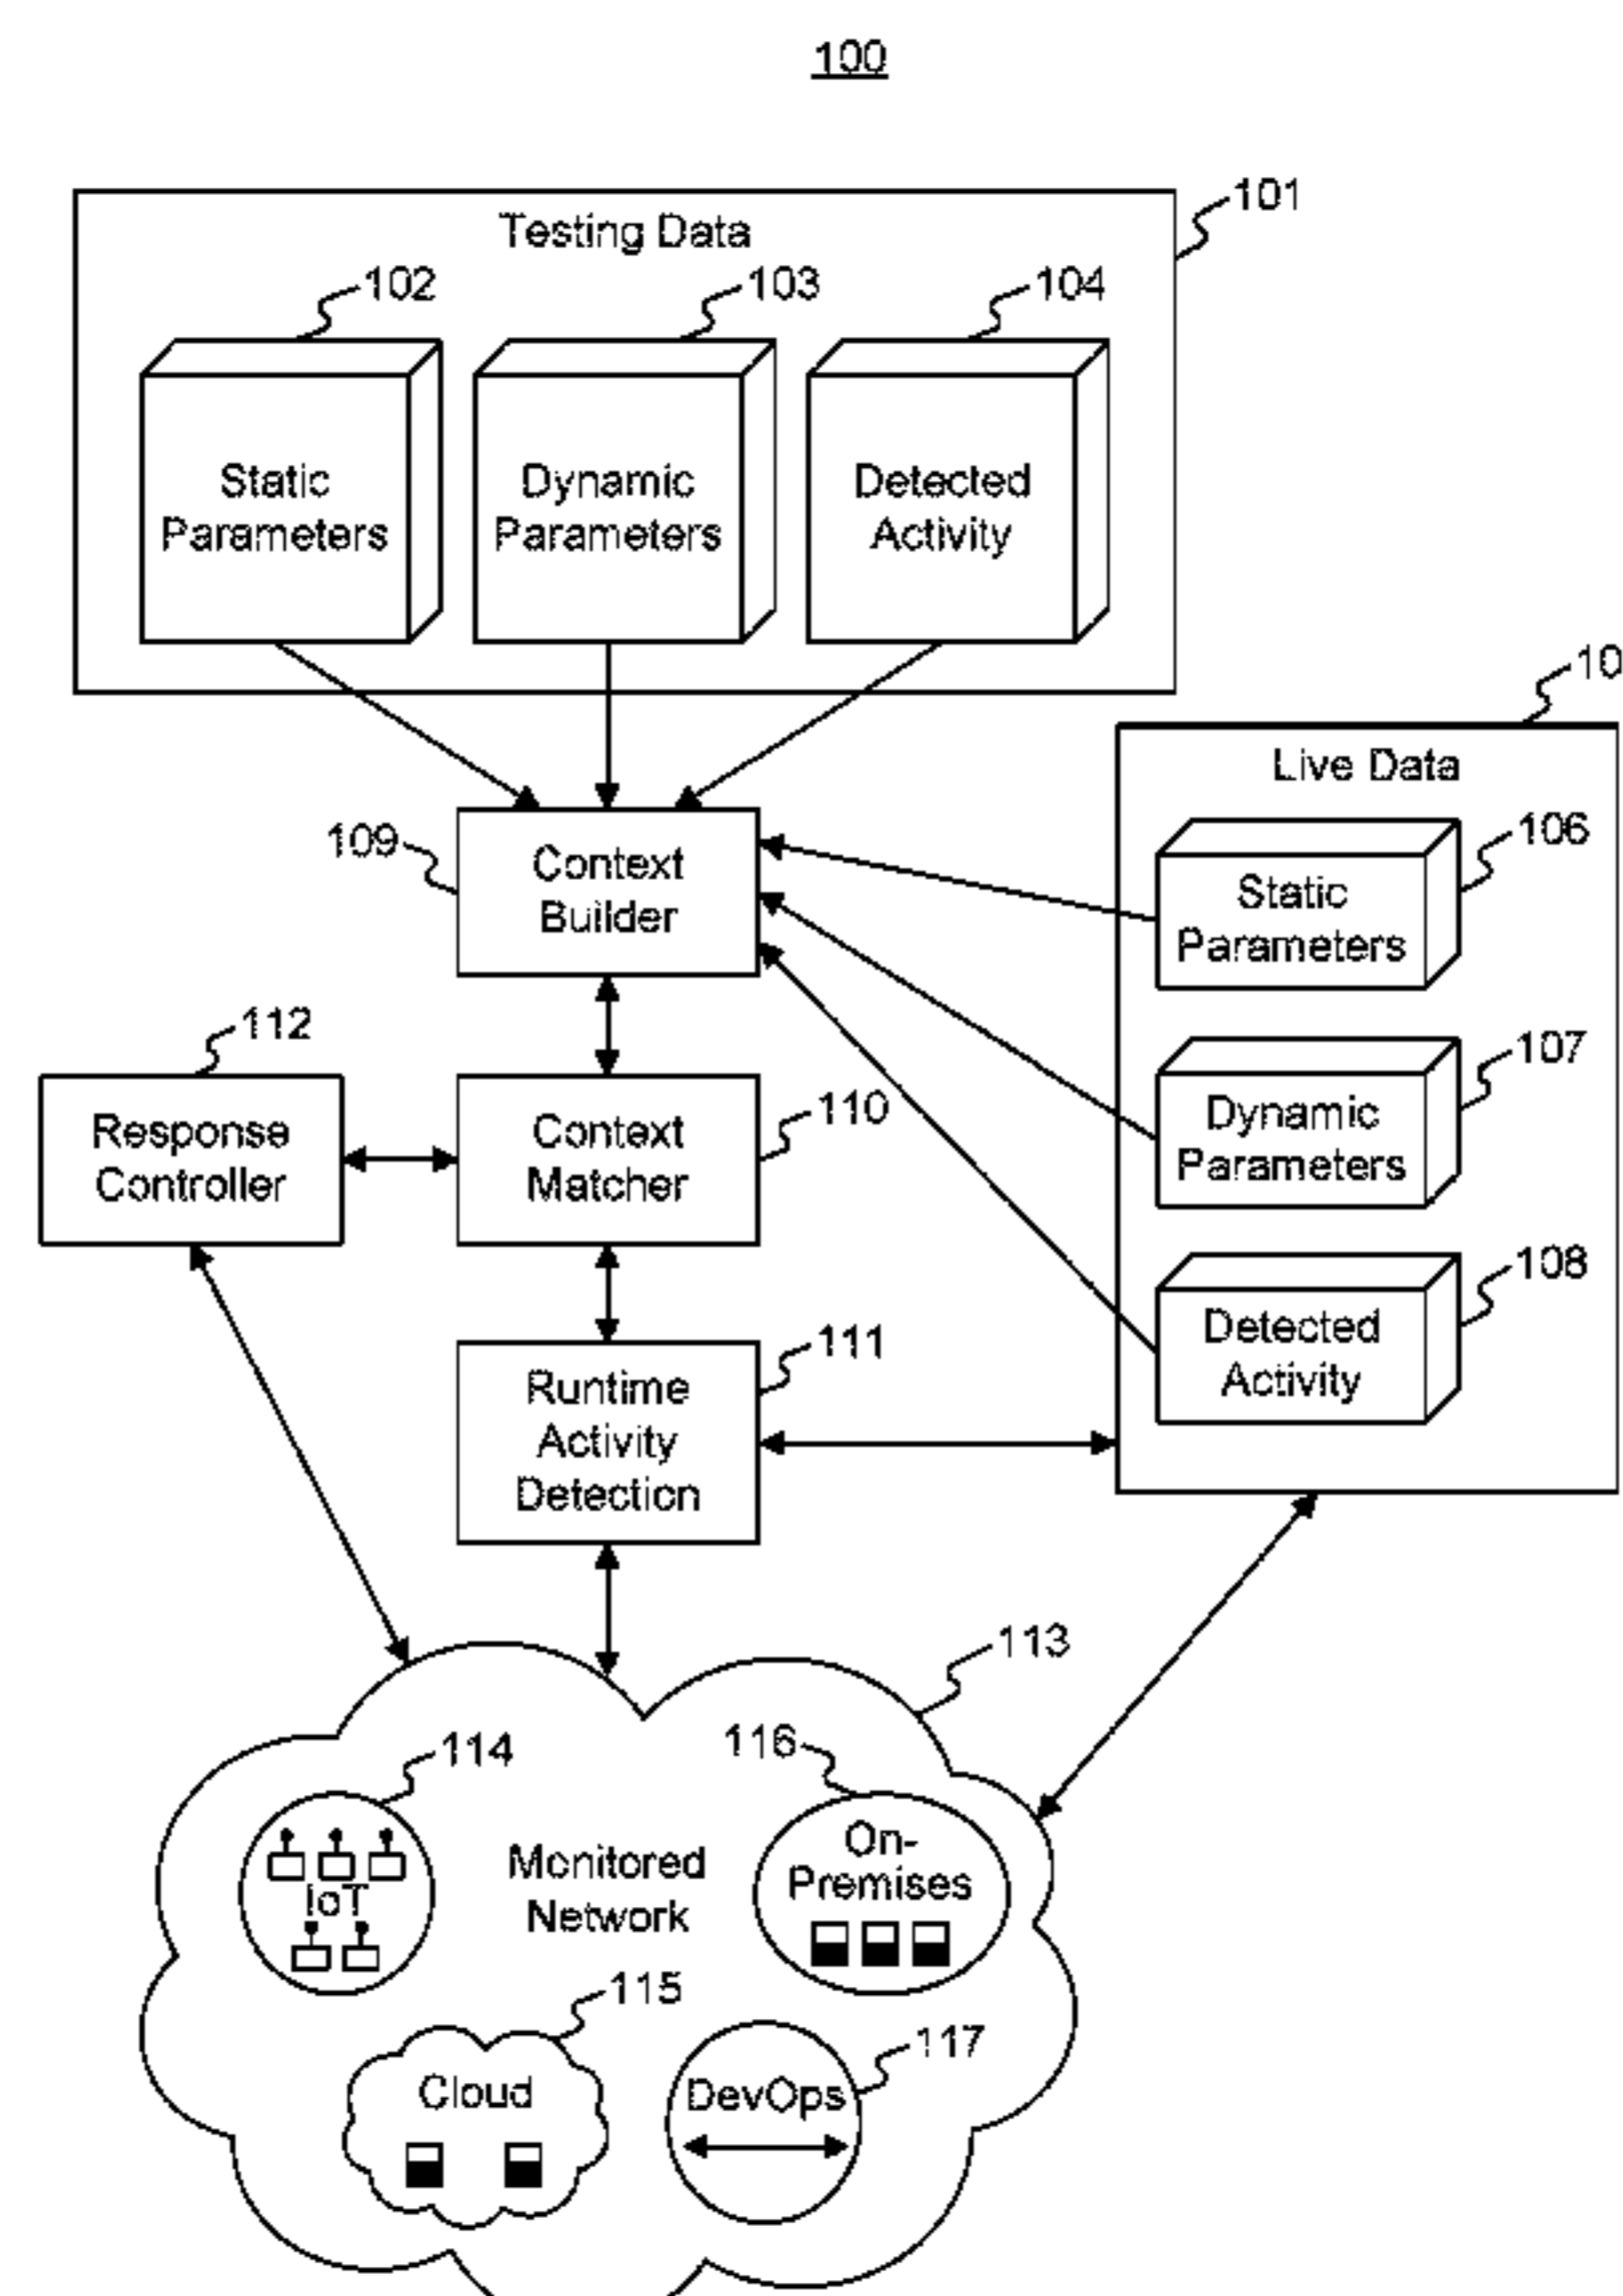 100
101
Testing Data
102
103
104
Static
Parameters
Dynamic
Parameters
Detected
Activity
10
Live Data
109
Context
Builder
106
Static
Parameters
112
107
Response
Controller
110
Context
Matcher
Dynamic
Parameters
108
111
Detected
Activity
Runtime
Activity
Detection
113
114
116
IoT
Monitored
Network
On-
Premises
115
117
Cloud
DevOps